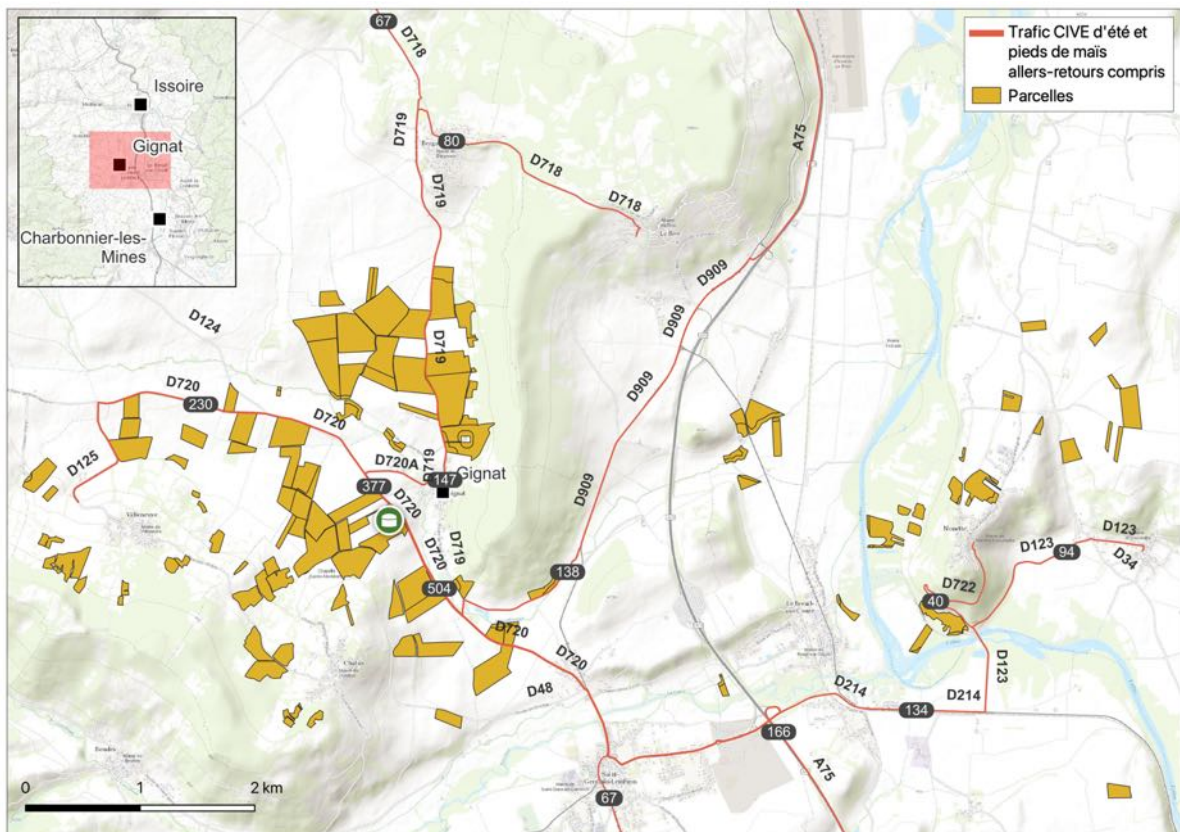 67
D718
D719
80
D718
D718
D719
A75
Trafic CIVE d'été et
pieds de maïs
allers-retours compris
Parcelles
Issoire
Gignat
Charbonnier-les-
Mines
D124
D909
D909
D719
D909
D720
230
D720
D720A
D719
Gignat
147
D125
377
D720
D909
D719
D720
504
138
D123
D123
94
D34
D722
40
D720
D720
D48
D123
D214
D214
134
166
A75
67
0
1
2 km